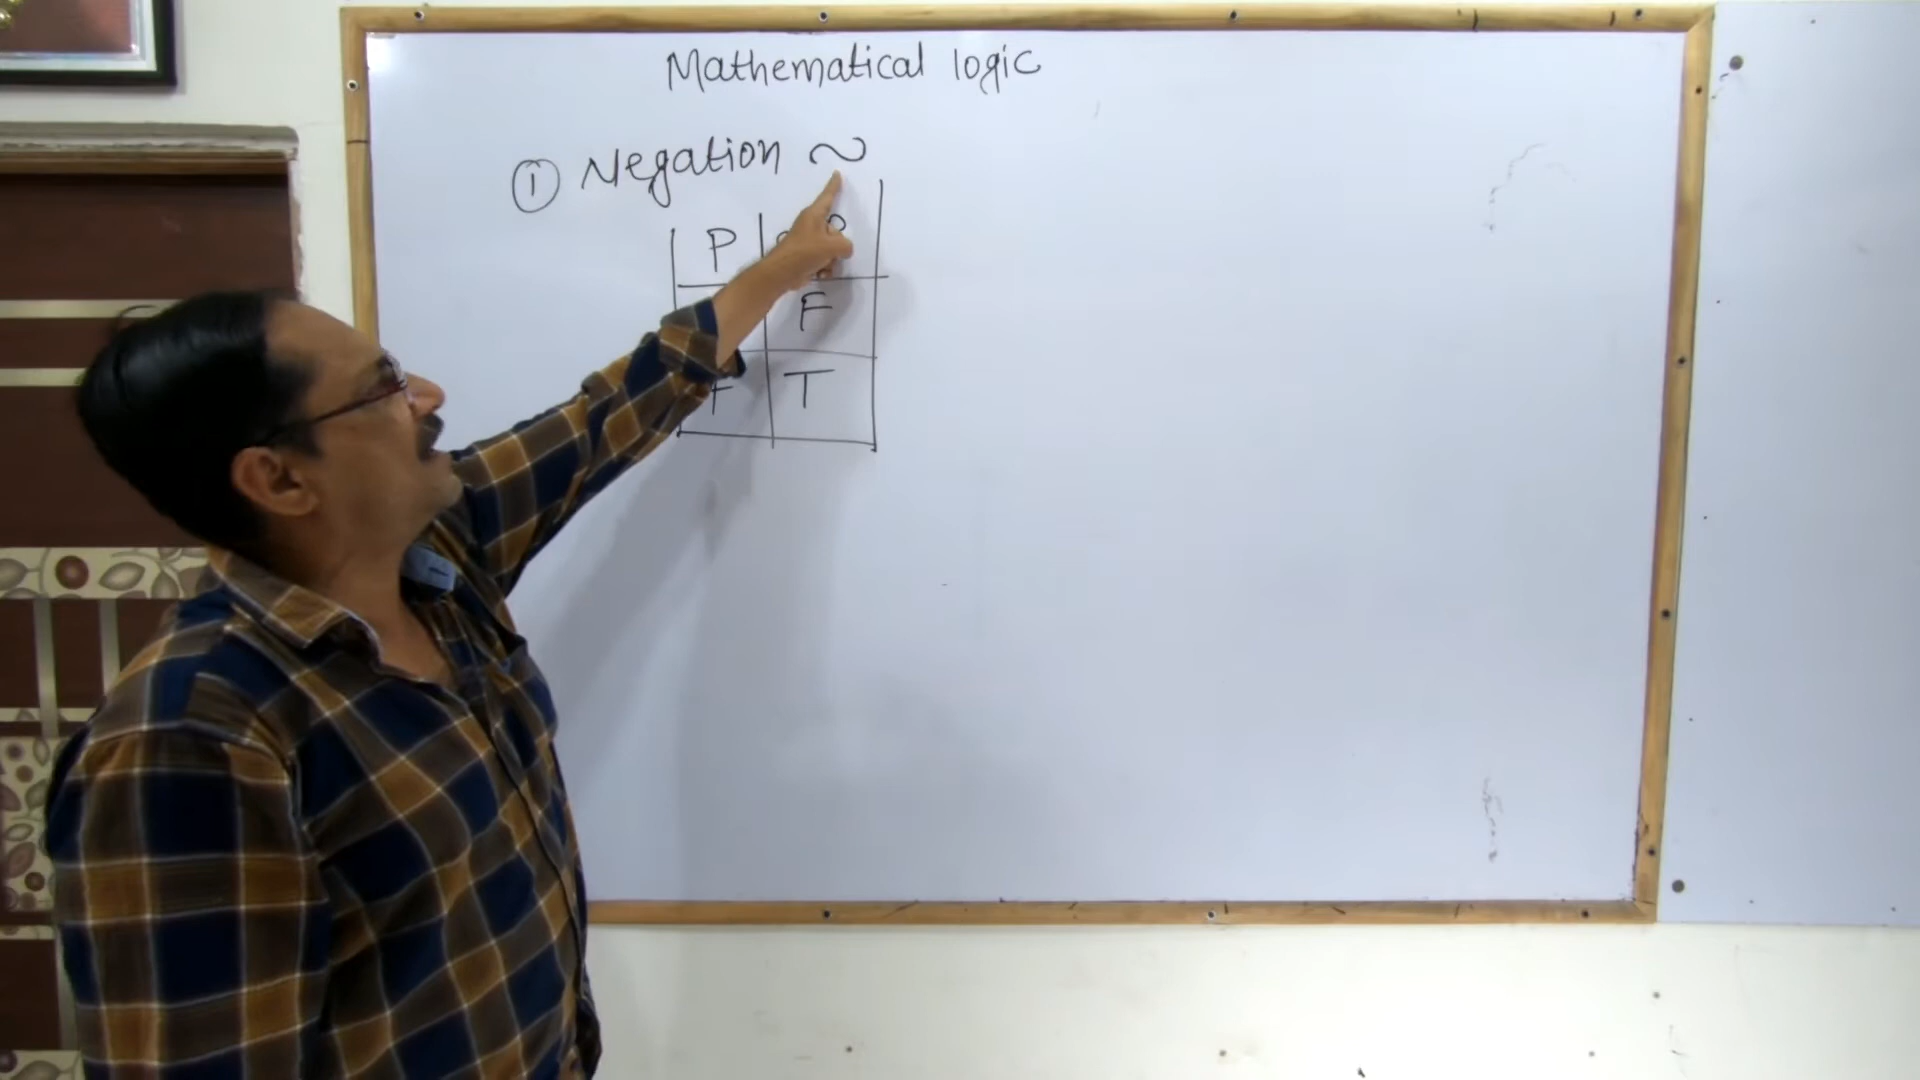 Mathematical logic
① Negation ~
P P
F
F T